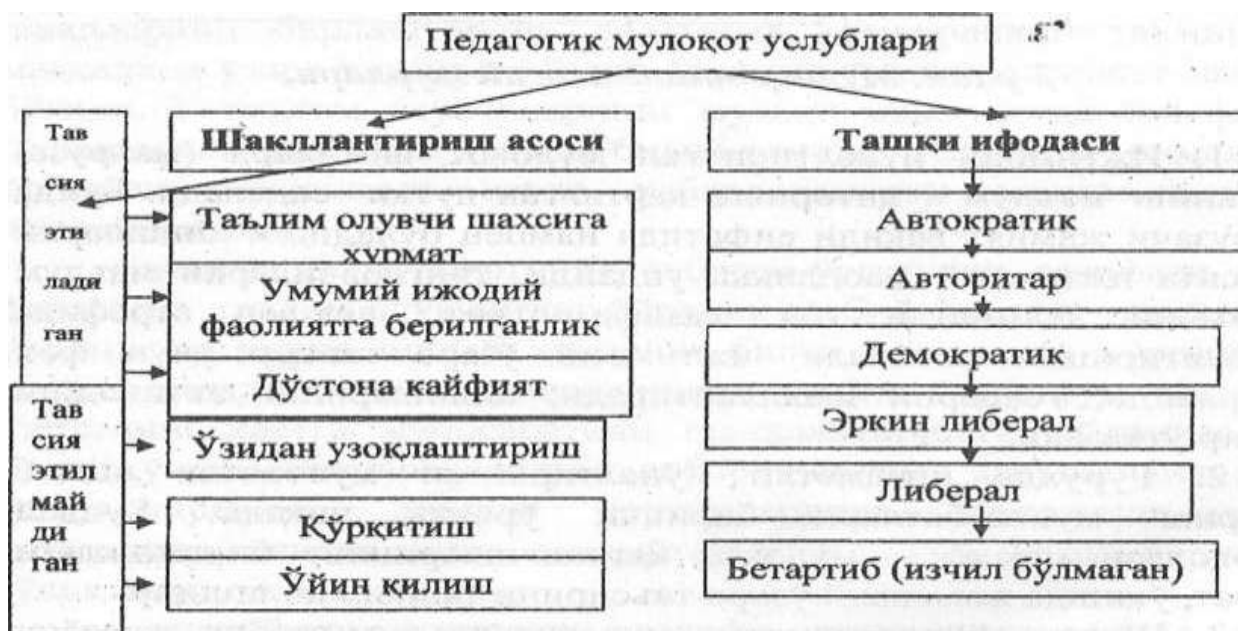 Педагогик мулоқот услублари
Тав
сия
эти
лади
ган
Шакллантириш асоси
Таълим олувчи шахсига
ҳурмат
Умумий ижодий
фаолиятга берилганлик
Дўстона кайфият
Тав
сия
этил
май
ди
ган
Ўзидан узоқлаштириш
Қўрқитиш
Ўйин қилиш
Ташқи ифодаси
Автократик
Авторитар
Демократик
Эркин либерал
Либерал
Бетартиб (изчил бўлмаган)